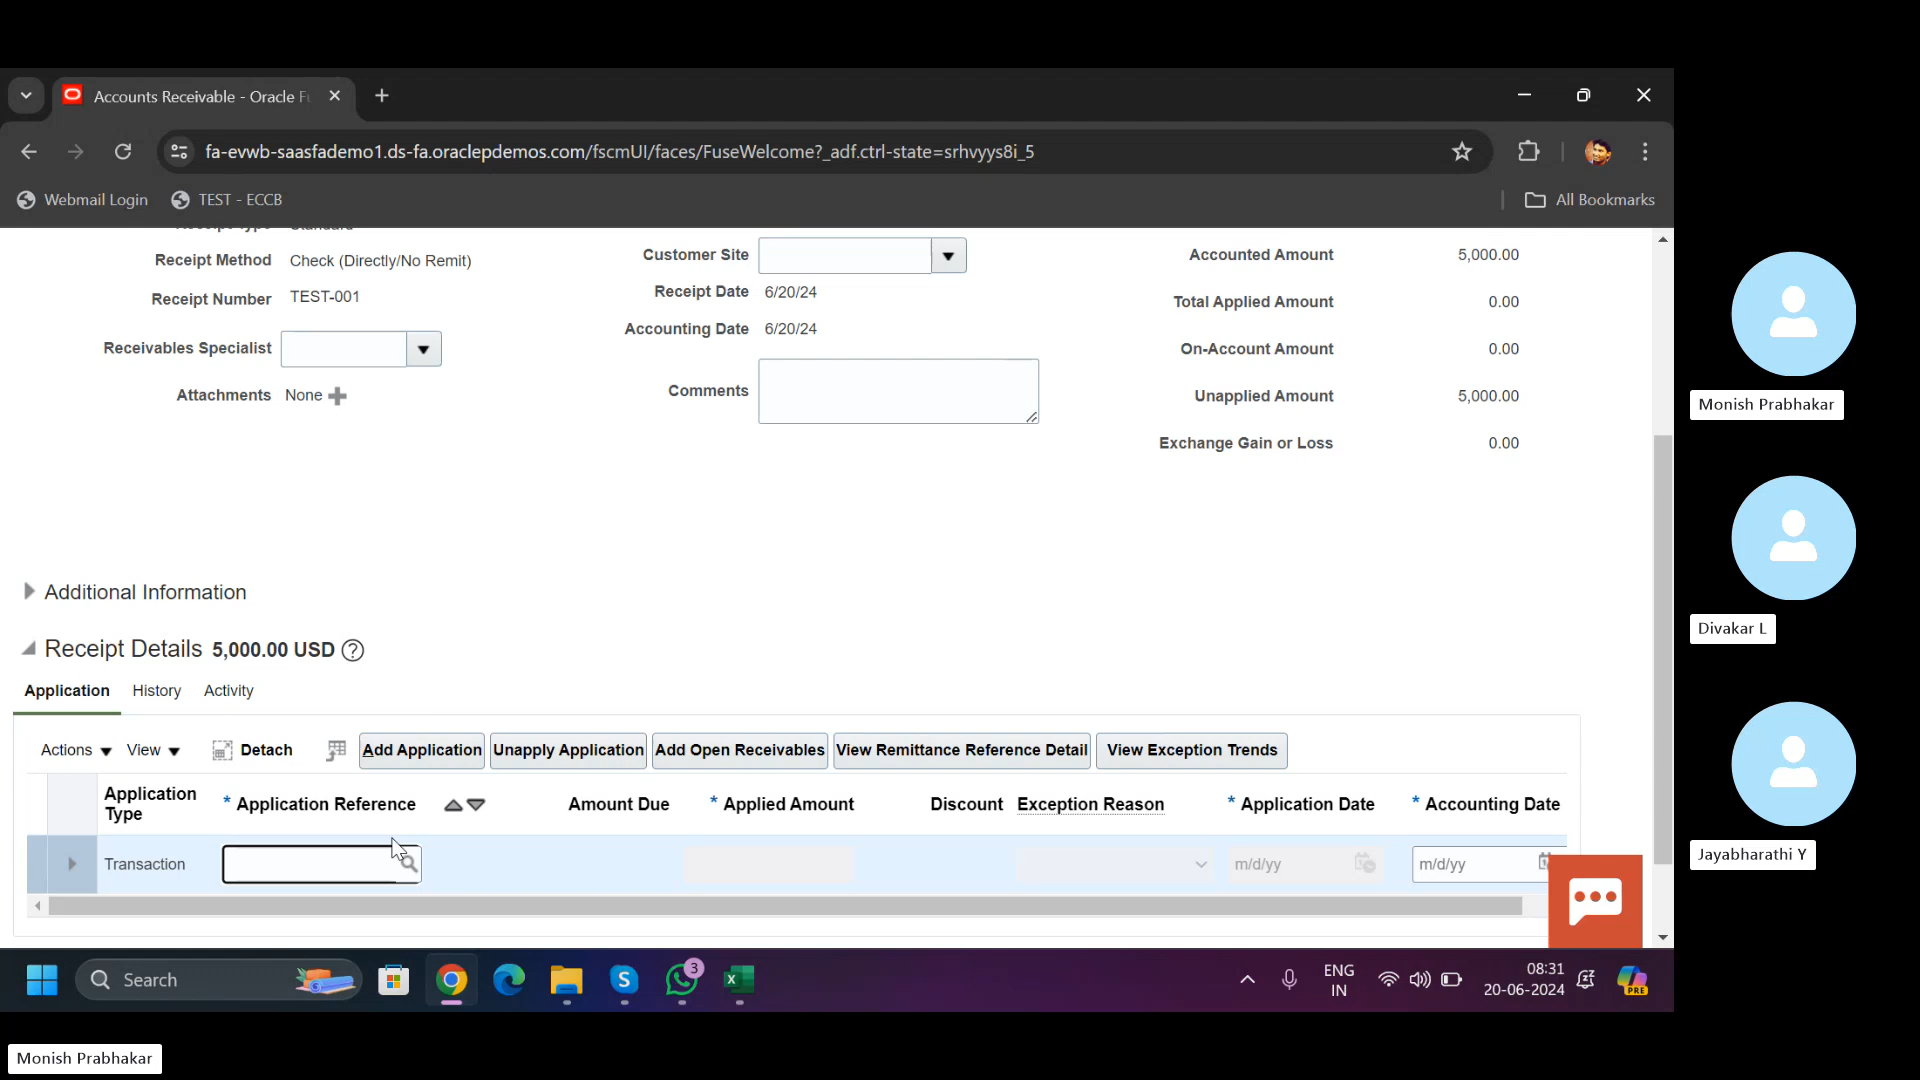 Accounts Receivable - Oracle Fu
fa-evwb-saasfademo1.ds-fa.oraclepdemos.com/fscmUI/faces/FuseWelcome?_adf.ctrl-state=srhvyys8i_5
Webmail Login
TEST - ECCB
All Bookmarks
Receipt Type Standard
Receipt Method Check (Directly/No Remit)
Receipt Number TEST-001
Receivables Specialist
Attachments None
Customer Site
Receipt Date 6/20/24
Accounting Date 6/20/24
Comments
Accounted Amount 5,000.00
Total Applied Amount 0.00
On-Account Amount 0.00
Unapplied Amount 5,000.00
Exchange Gain or Loss 0.00
Additional Information
Receipt Details 5,000.00 USD ?
Application History Activity
Actions View Detach Add Application Unapply Application Add Open Receivables View Remittance Reference Detail View Exception Trends
Application Type
* Application Reference
Amount Due
* Applied Amount
Discount
Exception Reason
* Application Date
* Accounting Date
Transaction
m/d/yy
m/d/yy
Search
3
PRE
ENG
IN
08:31
20-06-2024
Monish Prabhakar
Divakar L
Jayabharathi Y
Monish Prabhakar